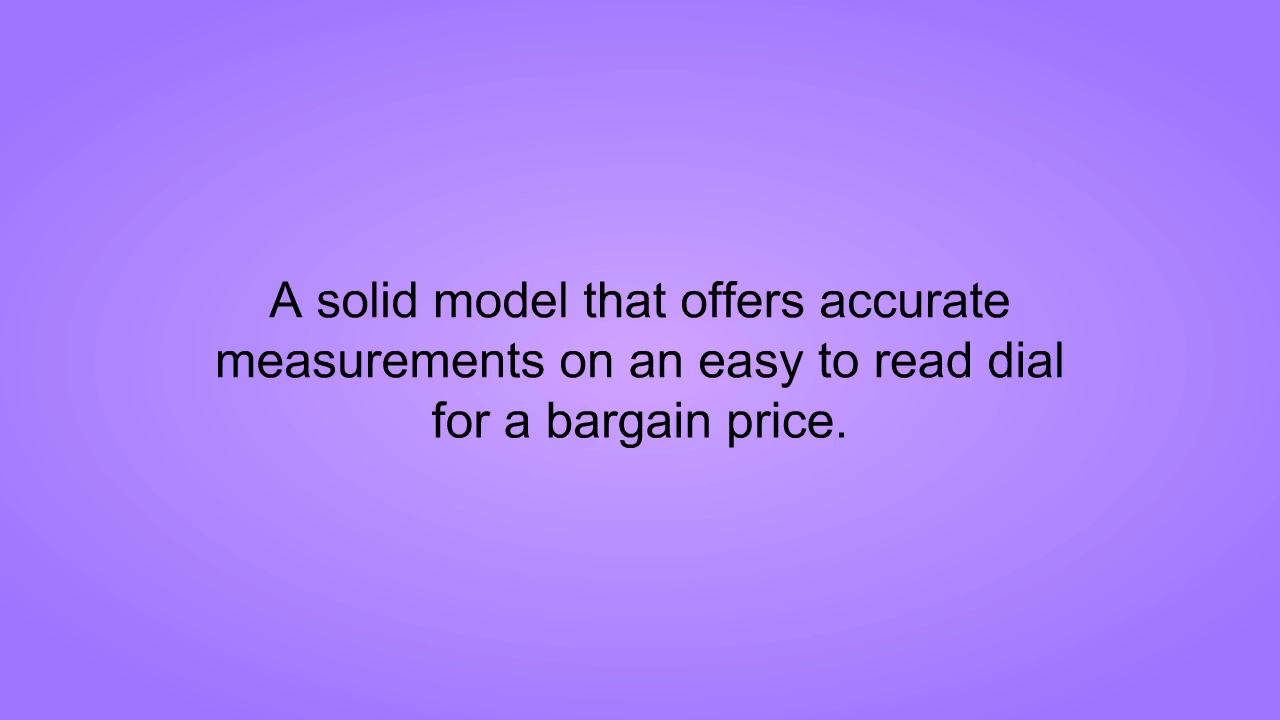 A solid model that offers accurate
measurements on an easy to read dial
for a bargain price.